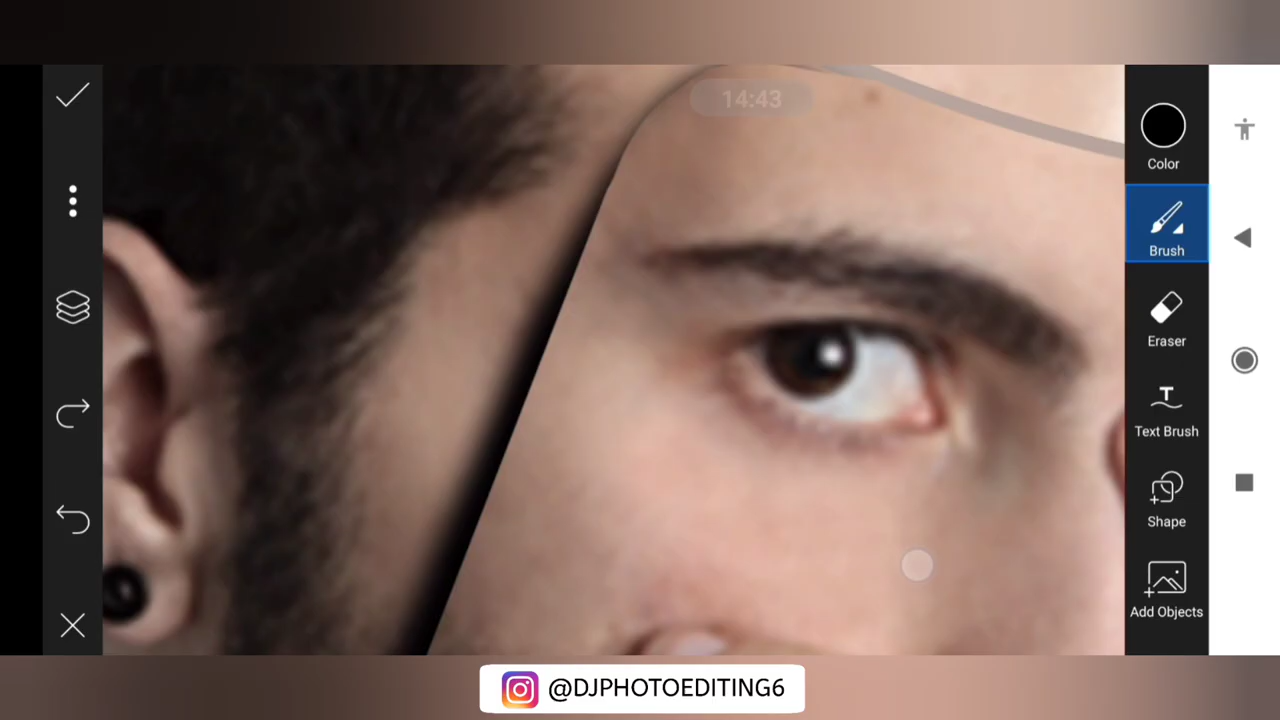 14:43
Color
Brush
Eraser
Text Brush
Shape
Add Objects
@DJPHOTOEDITING6